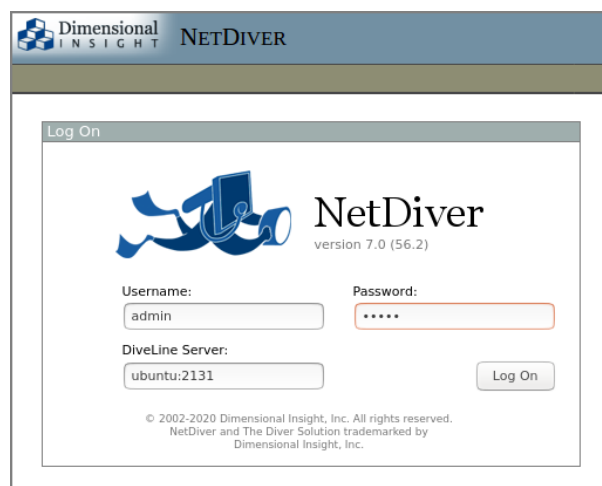 Dimensional
INSIGHT
NETDIVER
Log On
NetDiver
version 7.0 (56.2)
Username:
Password:
admin
•••••
DiveLine Server:
ubuntu:2131
Log On
© 2002-2020 Dimensional Insight, Inc. All rights reserved.
NetDiver and The Diver Solution trademarked by
Dimensional Insight, Inc.